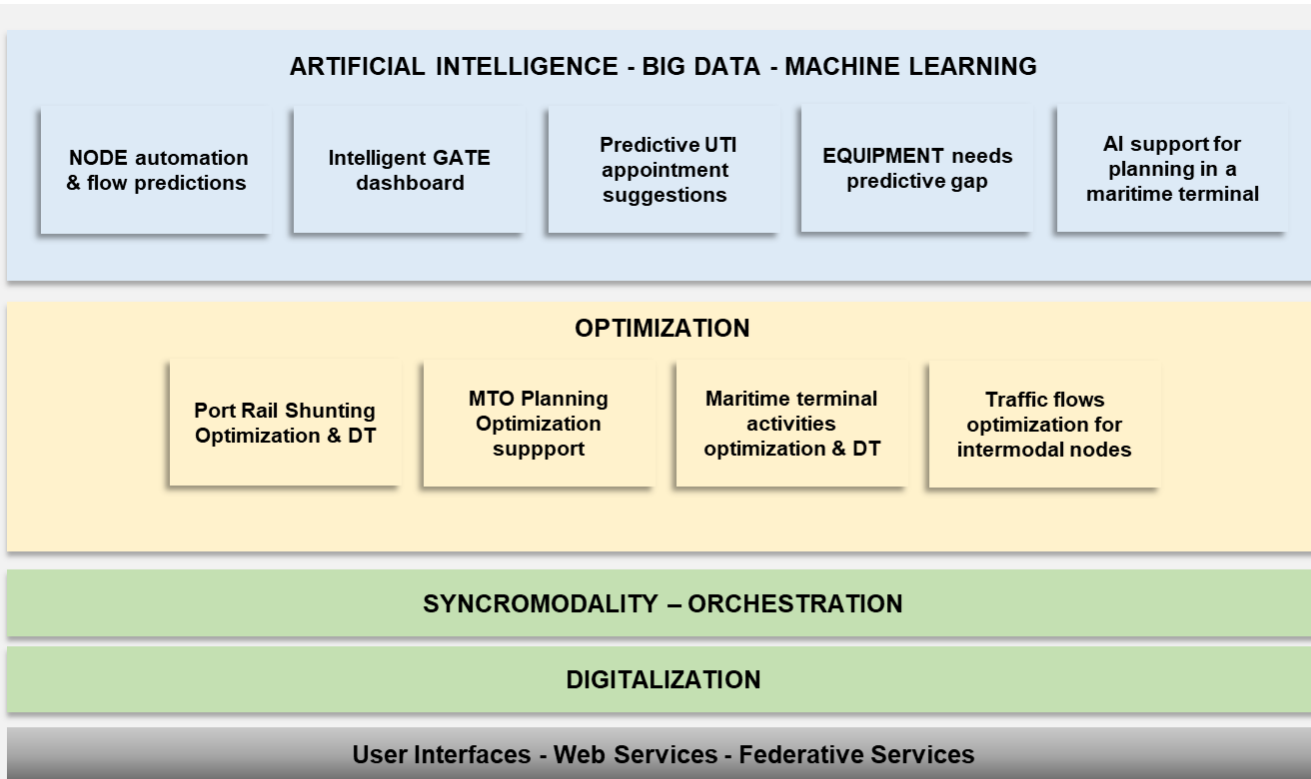 ARTIFICIAL INTELLIGENCE - BIG DATA - MACHINE LEARNING
NODE automation
& flow predictions
Intelligent GATE
dashboard
Predictive UTI
appointment
suggestions
EQUIPMENT needs
predictive gap
AI support for
planning in a
maritime terminal
OPTIMIZATION
Port Rail Shunting
Optimization & DT
MTO Planning
Optimization
suppport
Maritime terminal
activities
optimization & DT
Traffic flows
optimization for
intermodal nodes
SYNCROMODALITY – ORCHESTRATION
DIGITALIZATION
User Interfaces - Web Services - Federative Services